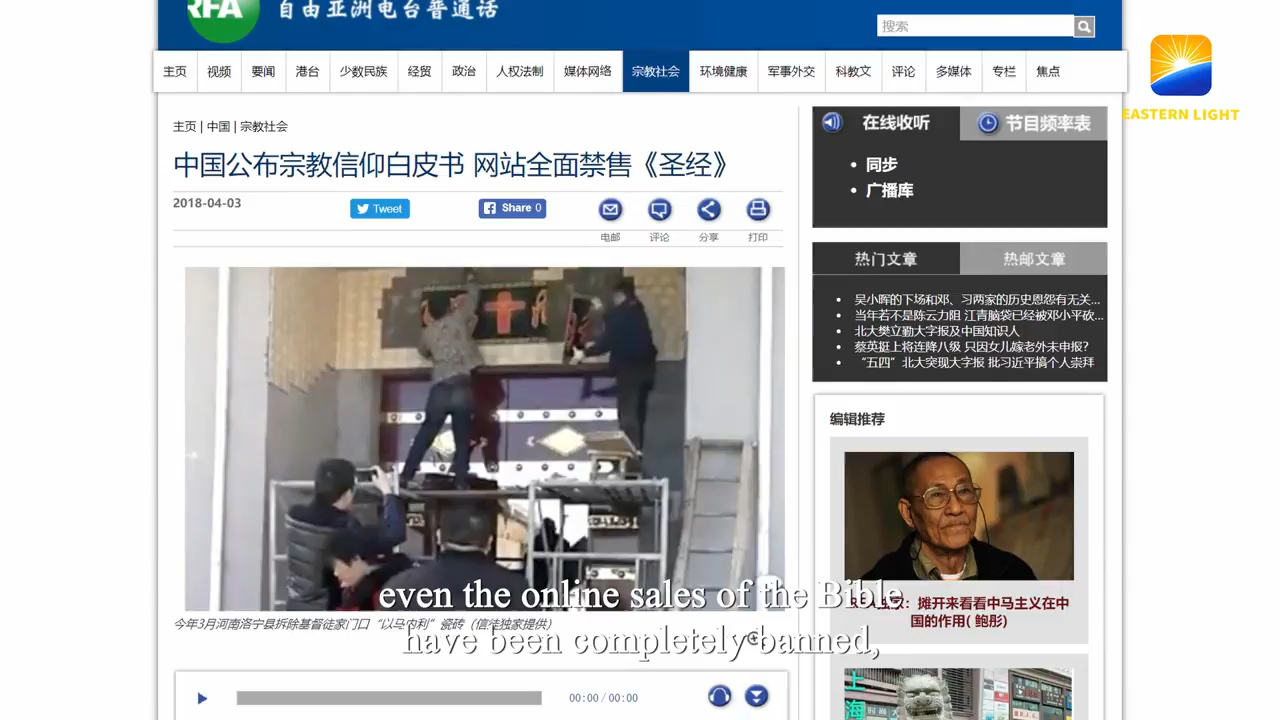 RFA 自由亚洲电台普通话
搜索
主页 视频 要闻 港台 少数民族 经贸 政治 人权法制 媒体网络 宗教社会 环境健康 军事外交 科教文 评论 多媒体 专栏 焦点
EASTERN LIGHT
主页 | 中国 | 宗教社会
中国公布宗教信仰白皮书 网站全面禁售《圣经》
2018-04-03
Tweet
Share 0
电邮 评论 分享 打印
在线收听 节目频率表
同步
广播库
热门文章 热邮文章
吴小晖的下场和邓、习两家的历史恩怨有无关...
当年若不是陈云力阻 江青脑袋已经被邓小平砍...
北大樊立勤大字报及中国知识人
蔡英挺上将连降八级 只因女儿嫁老外未申报?
“五四”北大突现大字报 批习近平搞个人崇拜
编辑推荐
摊开来看看中马主义在中
国的作用( 鲍彤)
even the online sales of the Bible
have been completely banned,
今年3月河南洛宁县拆除基督徒家门口“以马内利”瓷砖（信徒独家提供）
00:00 / 00:00
上
海